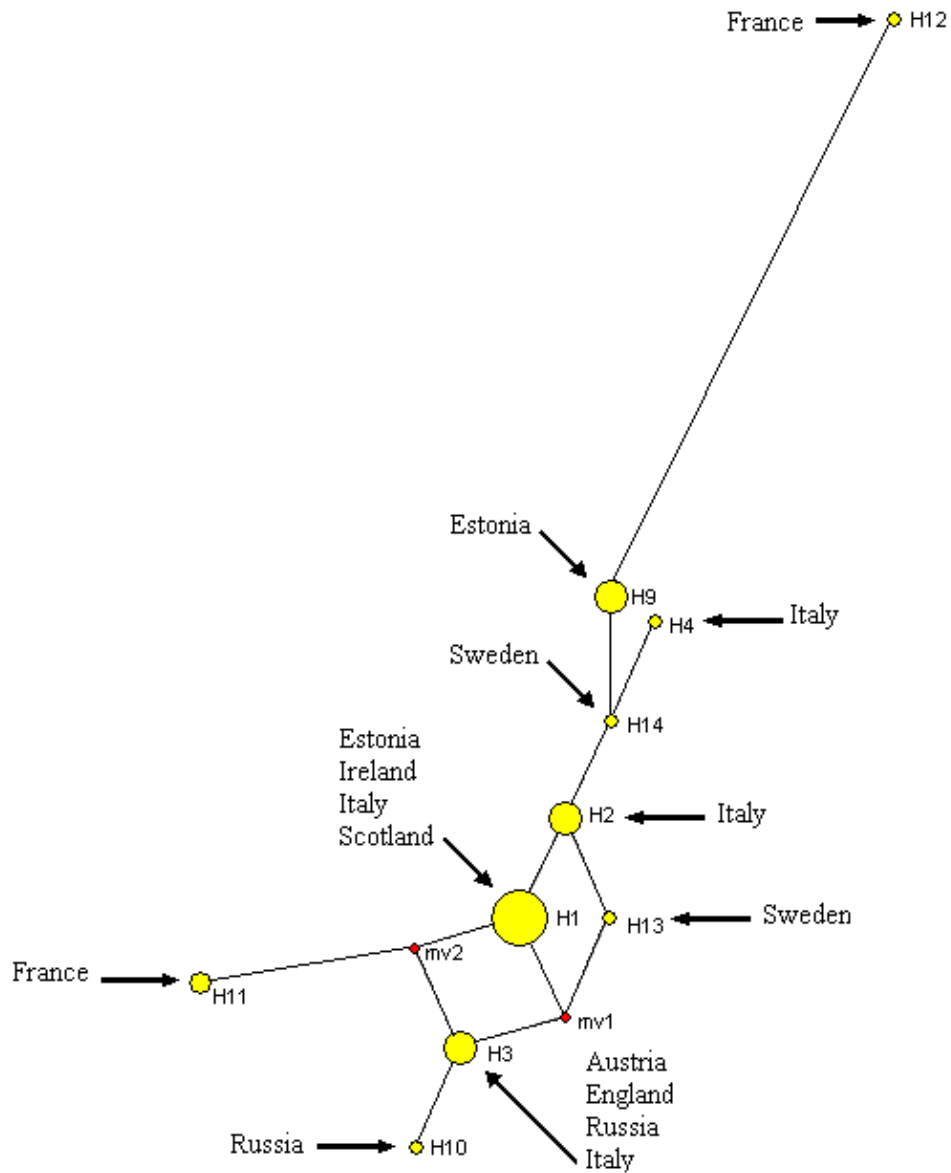 France
H12
Estonia
H9
H4
Italy
Sweden
H14
Estonia
Ireland
Italy
Scotland
H2
Italy
H1
H13
Sweden
mv2
France
H11
mv1
H3
Austria
England
Russia
Italy
Russia
H10